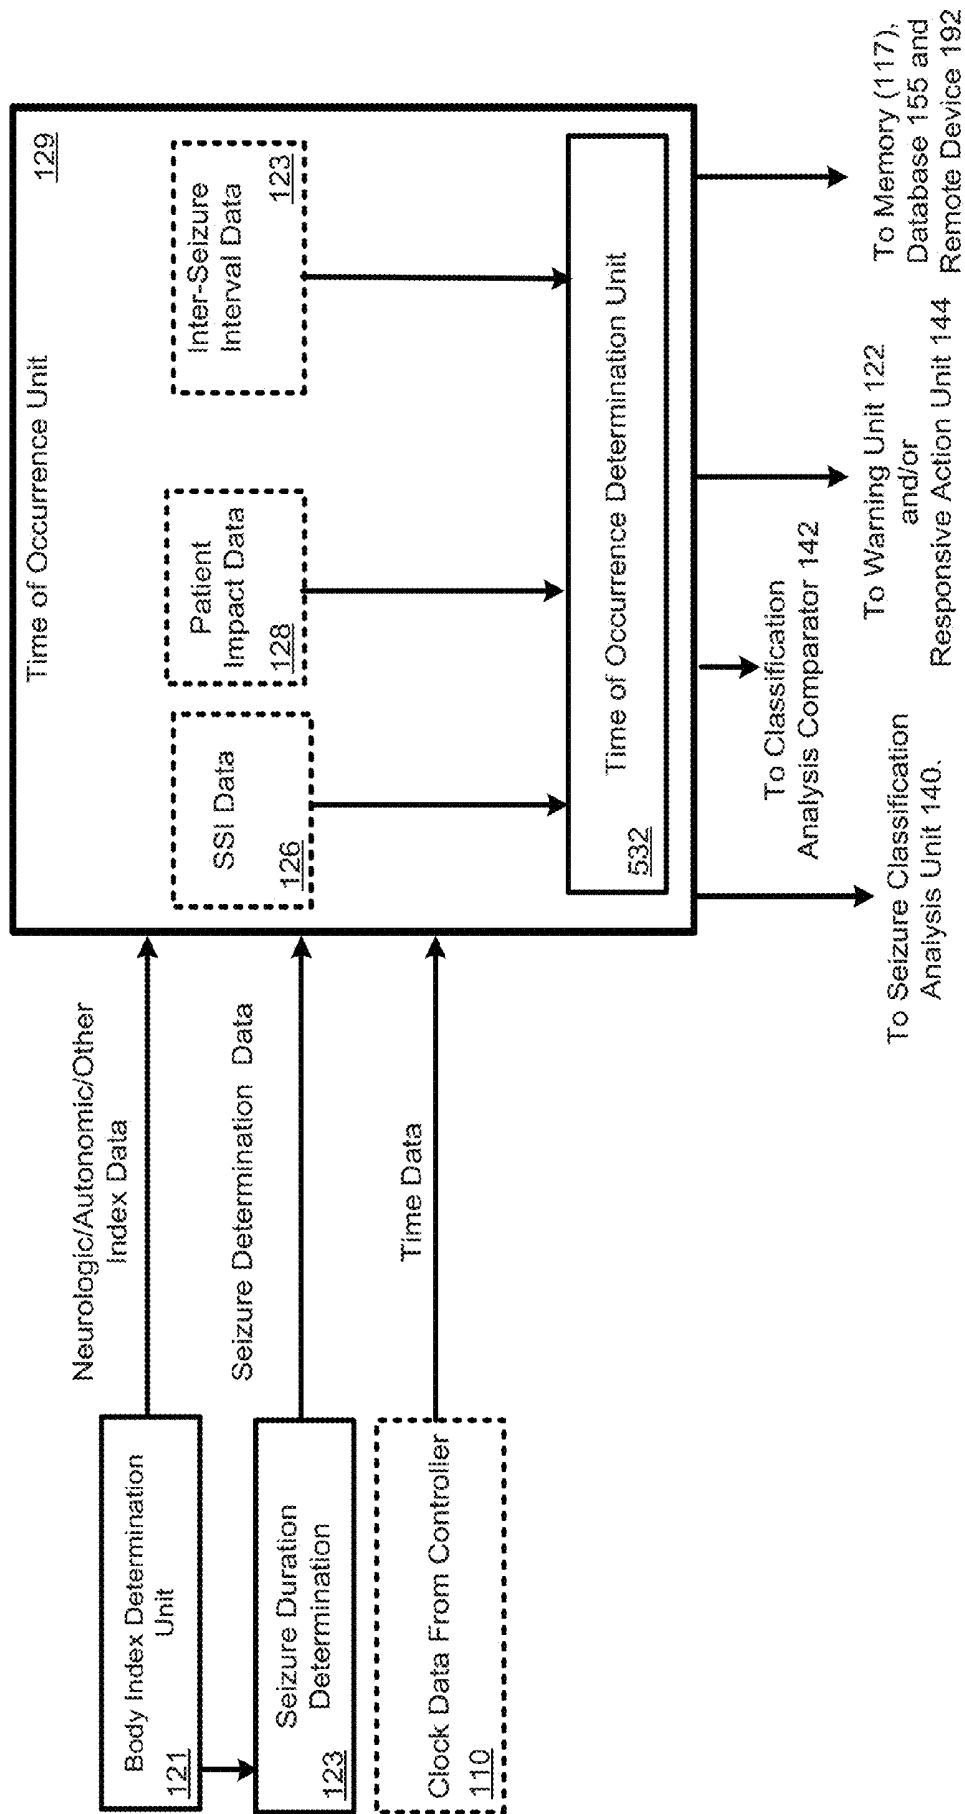 Time of Occurrence Unit
129
SSI Data
126
Patient
Impact Data
128
Inter-Seizure
Interval Data
123
532
Time of Occurrence Determination Unit
Neurologic/Autonomic/Other
Index Data
Seizure Determination Data
Time Data
Body Index Determination
Unit
121
Seizure Duration
Determination
123
Clock Data From Controller
110
To Seizure Classification
Analysis Unit 140.
To Classification
Analysis Comparator 142
To Warning Unit 122
and/or
Responsive Action Unit 144
To Memory (117),
Database 155 and
Remote Device 192